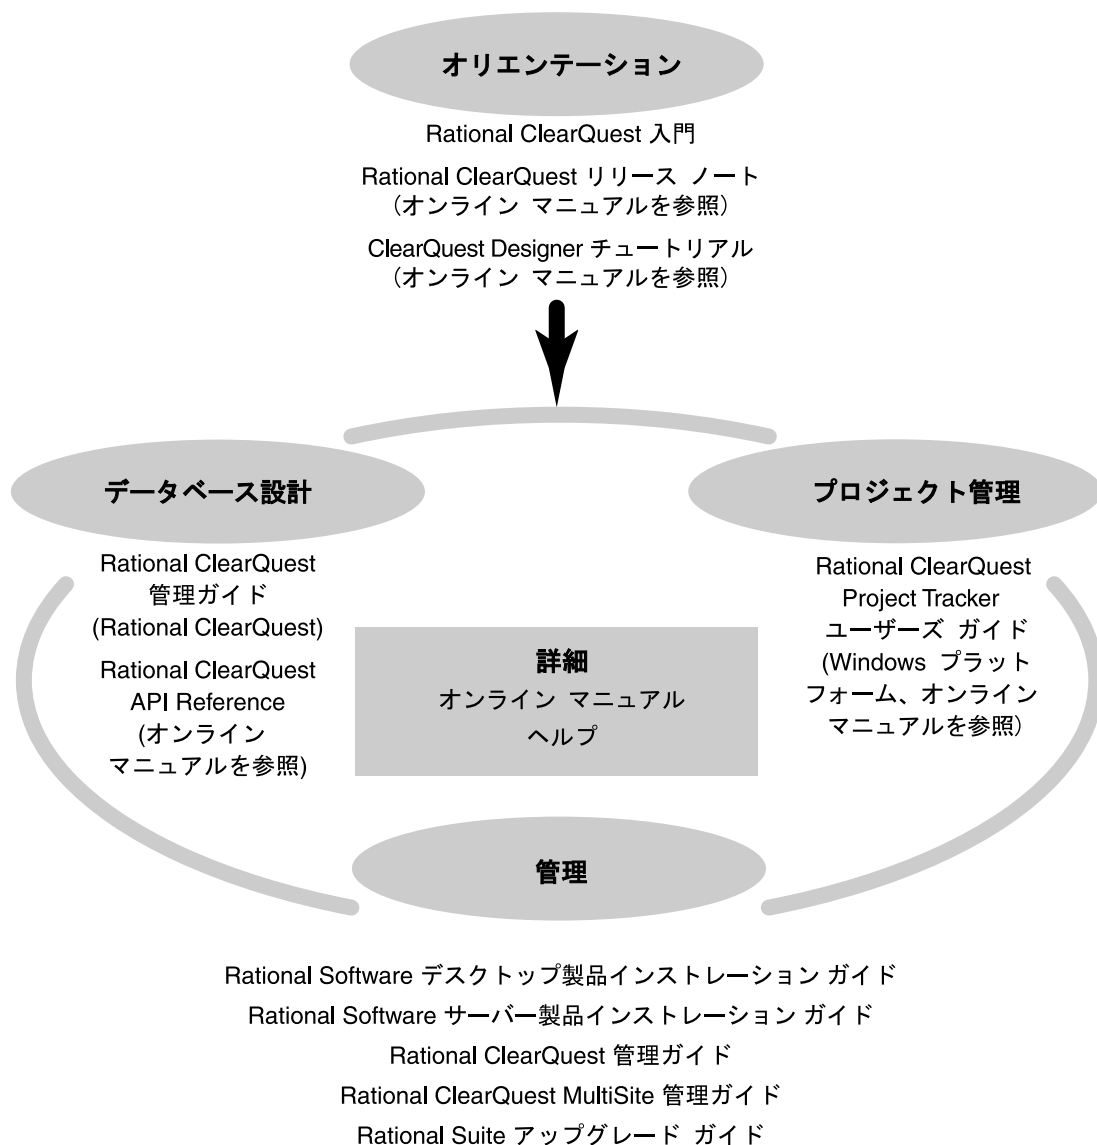 オリエンテーション
Rational ClearQuest 入門
Rational ClearQuest リリース ノート
(オンライン マニュアルを参照)
ClearQuest Designer チュートリアル
(オンライン マニュアルを参照)
データベース設計
Rational ClearQuest
管理ガイド
(Rational ClearQuest)
Rational ClearQuest
API Reference
(オンライン
マニュアルを参照)
プロジェクト管理
Rational ClearQuest
Project Tracker
ユーザーズ ガイド
(Windows プラット
フォーム、オンライン
マニュアルを参照)
詳細
オンライン マニュアル
ヘルプ
管理
Rational Software デスクトップ製品インストレーション ガイド
Rational Software サーバー製品インストレーション ガイド
Rational ClearQuest 管理ガイド
Rational ClearQuest MultiSite 管理ガイド
Rational Suite アップグレード ガイド